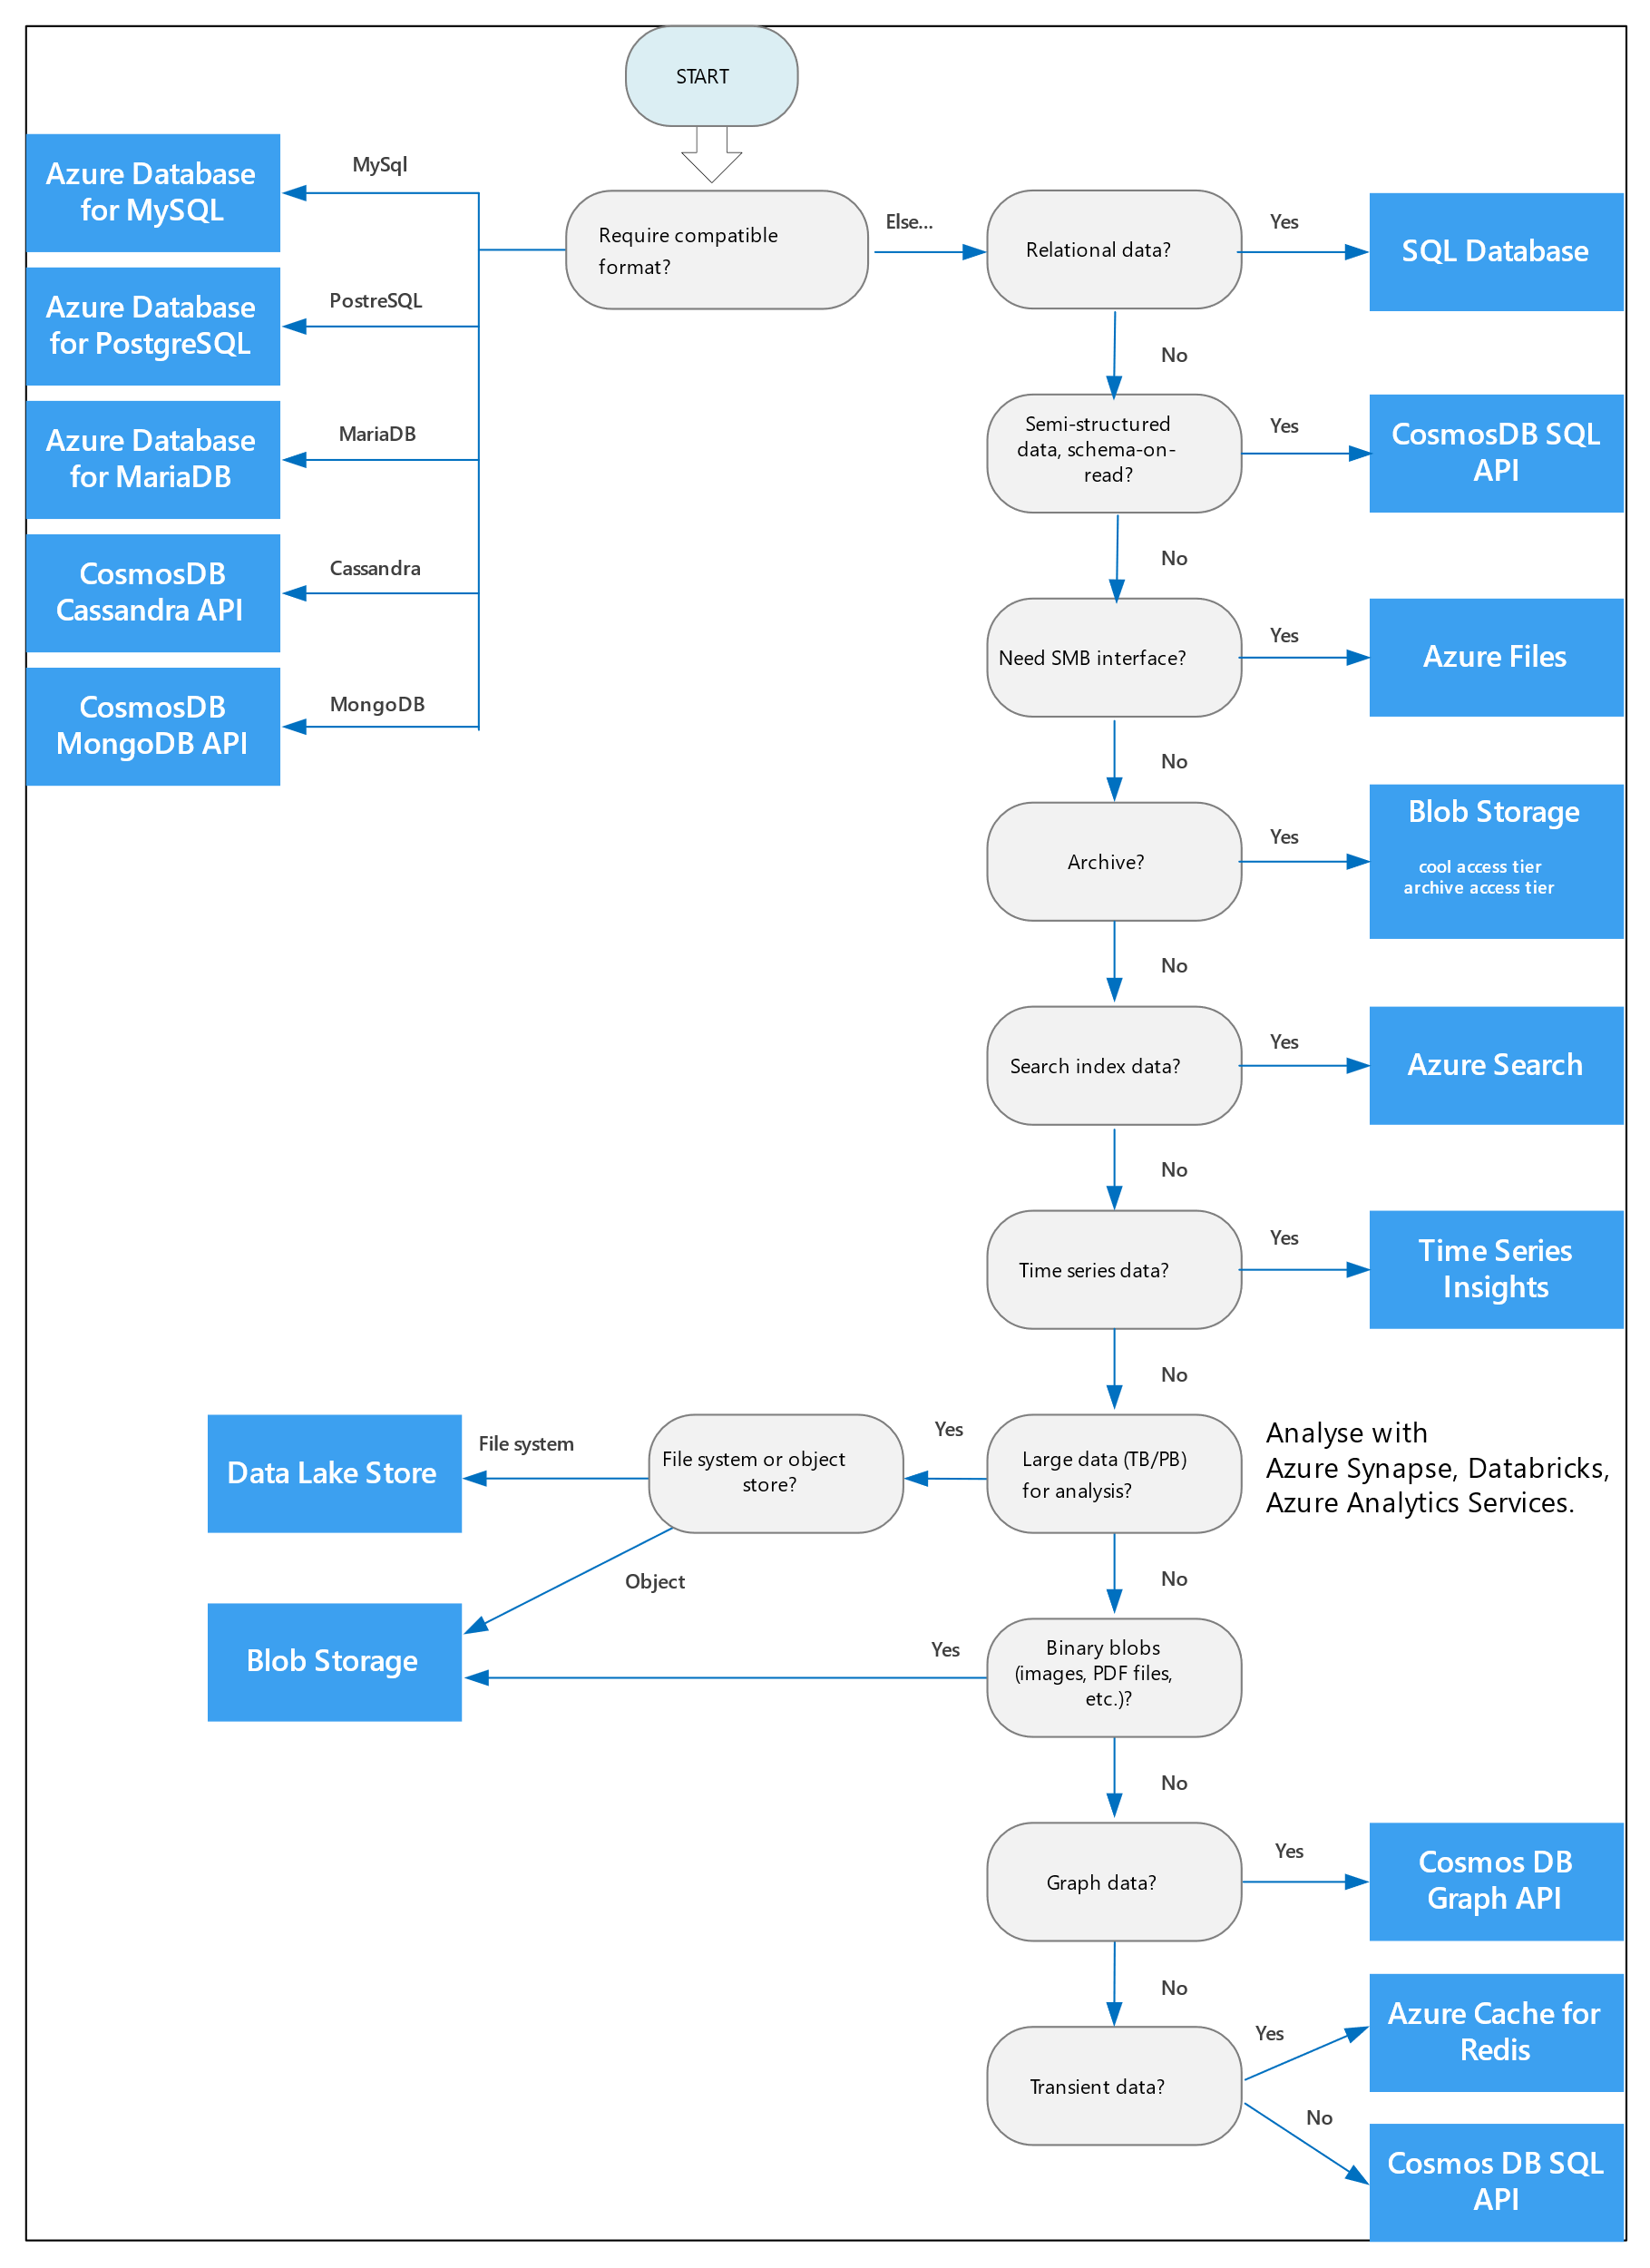 START
Require compatible
format?
MySql
Azure Database
for MySQL
PostreSQL
Azure Database
for PostgreSQL
MariaDB
Azure Database
for MariaDB
Cassandra
CosmosDB
Cassandra API
MongoDB
CosmosDB
MongoDB API
Else...
Relational data?
Yes
SQL Database
No
Semi-structured
data, schema-on-
read?
Yes
CosmosDB SQL
API
No
Need SMB interface?
Yes
Azure Files
No
Archive?
Yes
Blob Storage
cool access tier
archive access tier
No
Search index data?
Yes
Azure Search
No
Time series data?
Yes
Time Series
Insights
No
Large data (TB/PB)
for analysis?
Analyse with
Azure Synapse, Databricks,
Azure Analytics Services.
Yes
File system or object
store?
File system
Data Lake Store
Object
Blob Storage
No
Binary blobs
(images, PDF files,
etc.)?
Yes
No
Graph data?
Yes
Cosmos DB
Graph API
No
Transient data?
Yes
Azure Cache for
Redis
No
Cosmos DB SQL
API